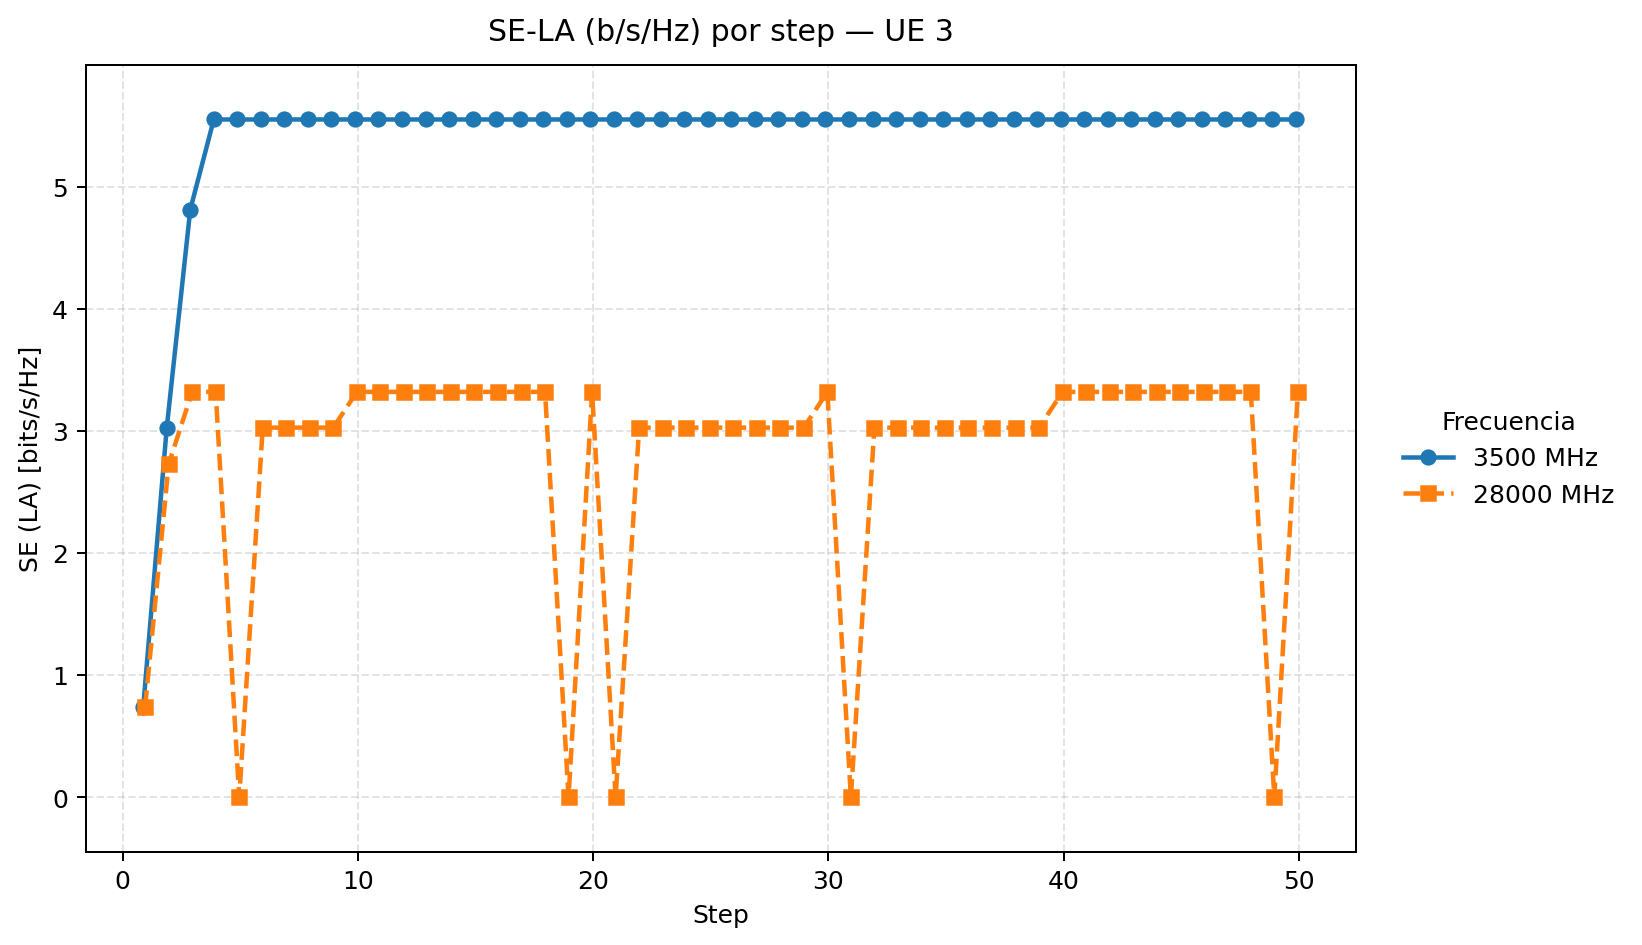 SE-LA (b/s/Hz) por step — UE 3
SE (LA) [bits/s/Hz]
5
4
3
2
1
0
0 10 20 30 40 50
Step
Frecuencia
3500 MHz
28000 MHz